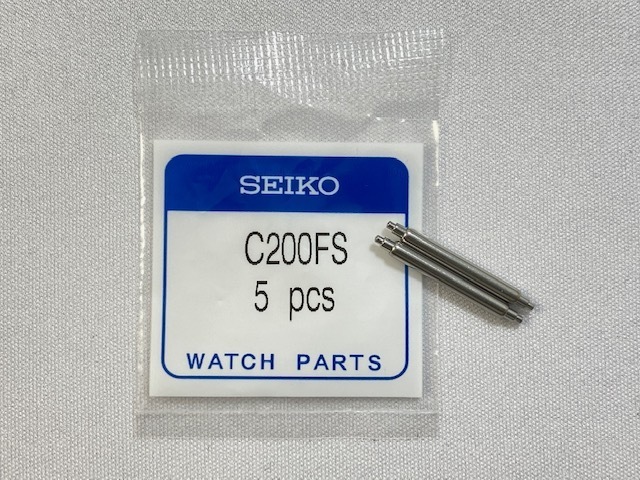 SEIKO
C200FS
5 pcs
WATCH PARTS